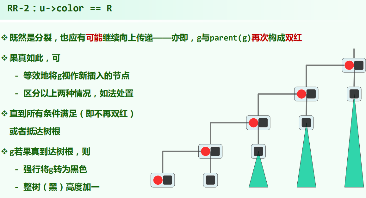 RR-2：u->color == R
❖ 既然是分裂，也应有可能继续向上传递——亦即，g与parent(g)再次构成双红
❖ 果真如此，可
- 等效地将g视作新插入的节点
- 区分以上两种情况，如法处置
❖ 直到所有条件满足（即不再双红）
或者抵达树根
❖ g若果真到达树根，则
- 强行将g转为黑色
- 整树（黑）高度加一